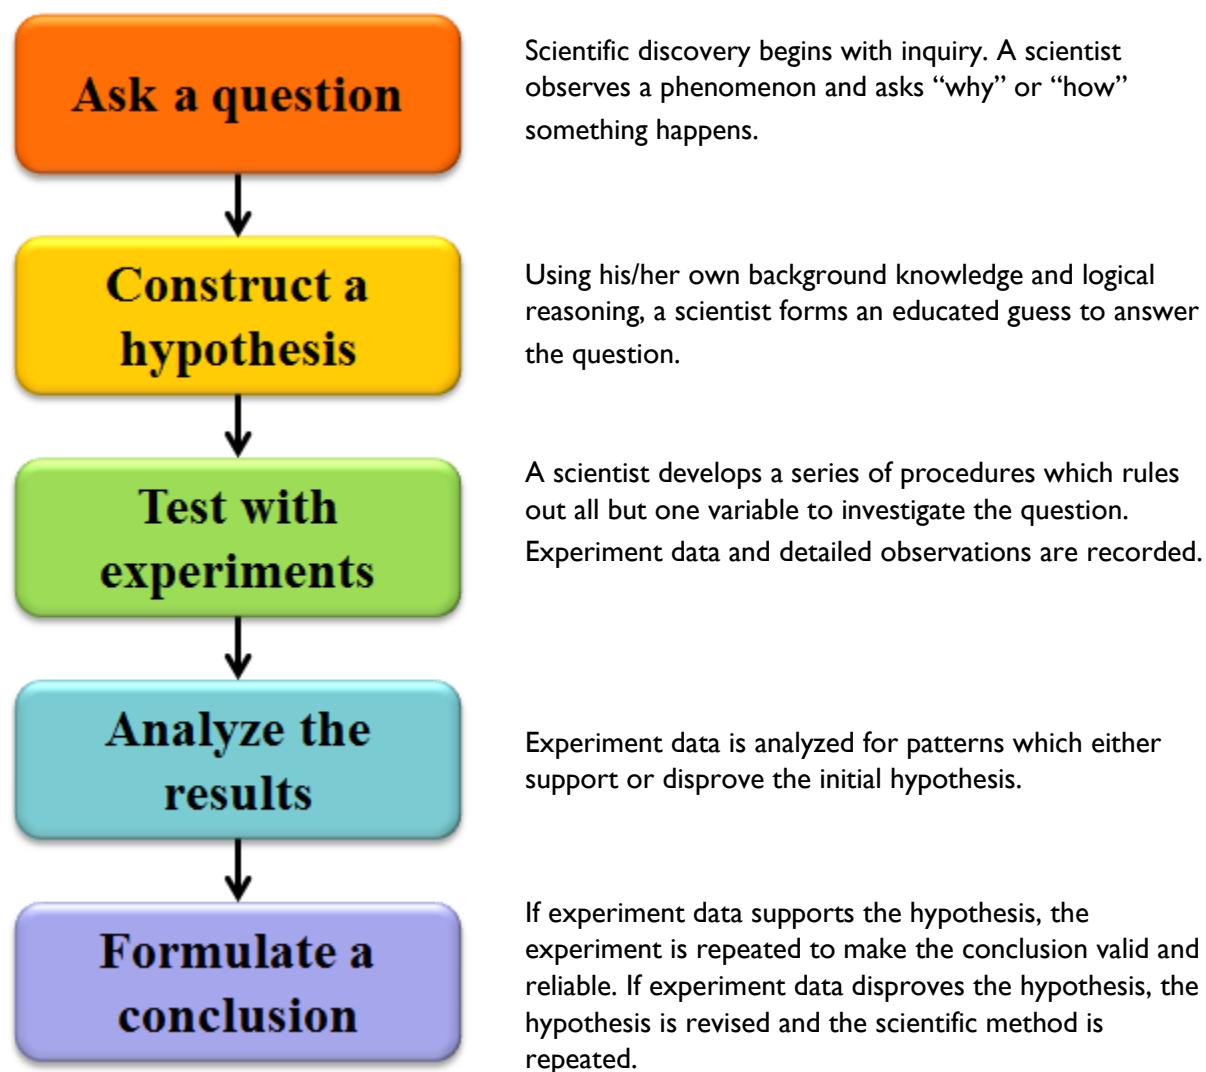 Ask a question
Scientific discovery begins with inquiry. A scientist
observes a phenomenon and asks “why” or “how”
something happens.
Construct a
hypothesis
Using his/her own background knowledge and logical
reasoning, a scientist forms an educated guess to answer
the question.
Test with
experiments
A scientist develops a series of procedures which rules
out all but one variable to investigate the question.
Experiment data and detailed observations are recorded.
Analyze the
results
Experiment data is analyzed for patterns which either
support or disprove the initial hypothesis.
Formulate a
conclusion
If experiment data supports the hypothesis, the
experiment is repeated to make the conclusion valid and
reliable. If experiment data disproves the hypothesis, the
hypothesis is revised and the scientific method is
repeated.